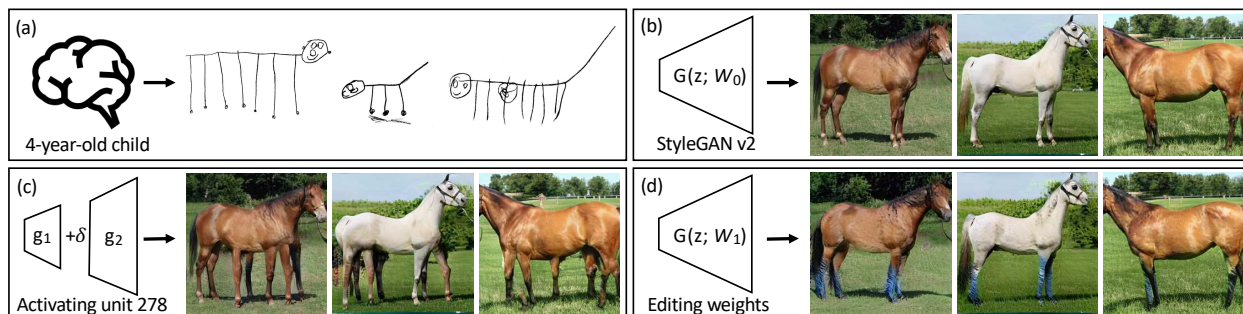 (a)
4-year-old child
(b)
G(z; W₀)
StyleGAN v2
(c)
g₁ +δ g₂
Activating unit 278
(d)
G(z; W₁)
Editing weights